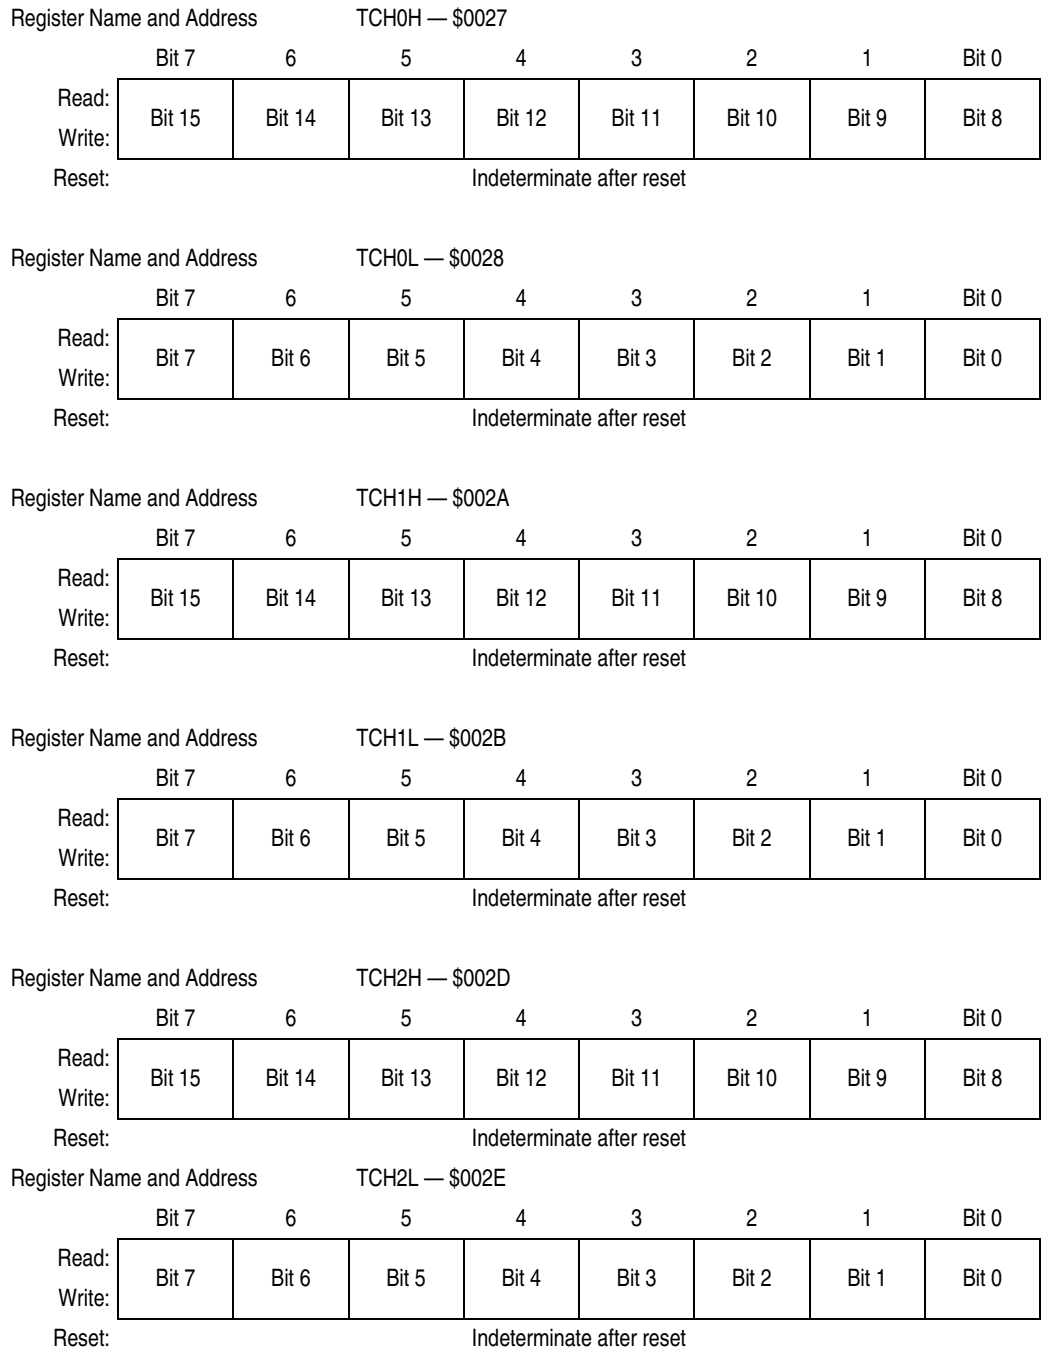 Register Name and Address TCH0H — $0027
Bit 7 6 5 4 3 2 1 Bit 0
Read:
Bit 15 Bit 14 Bit 13 Bit 12 Bit 11 Bit 10 Bit 9 Bit 8
Write:
Reset: Indeterminate after reset
Register Name and Address TCH0L — $0028
Bit 7 6 5 4 3 2 1 Bit 0
Read:
Bit 7 Bit 6 Bit 5 Bit 4 Bit 3 Bit 2 Bit 1 Bit 0
Write:
Reset: Indeterminate after reset
Register Name and Address TCH1H — $002A
Bit 7 6 5 4 3 2 1 Bit 0
Read:
Bit 15 Bit 14 Bit 13 Bit 12 Bit 11 Bit 10 Bit 9 Bit 8
Write:
Reset: Indeterminate after reset
Register Name and Address TCH1L — $002B
Bit 7 6 5 4 3 2 1 Bit 0
Read:
Bit 7 Bit 6 Bit 5 Bit 4 Bit 3 Bit 2 Bit 1 Bit 0
Write:
Reset: Indeterminate after reset
Register Name and Address TCH2H — $002D
Bit 7 6 5 4 3 2 1 Bit 0
Read:
Bit 15 Bit 14 Bit 13 Bit 12 Bit 11 Bit 10 Bit 9 Bit 8
Write:
Reset: Indeterminate after reset
Register Name and Address TCH2L — $002E
Bit 7 6 5 4 3 2 1 Bit 0
Read:
Bit 7 Bit 6 Bit 5 Bit 4 Bit 3 Bit 2 Bit 1 Bit 0
Write:
Reset: Indeterminate after reset